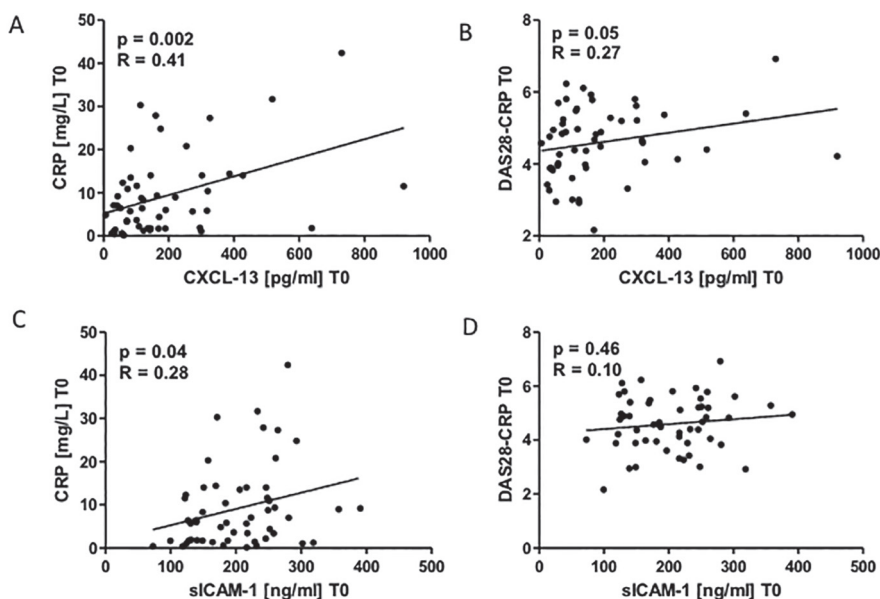 A
p = 0.002
R = 0.41
CRP [mg/L] T0
50
40
30
20
10
0
0 200 400 600 800 1000
CXCL-13 [pg/ml] T0
B
p = 0.05
R = 0.27
DAS28-CRP T0
8
6
4
2
0 200 400 600 800 1000
CXCL-13 [pg/ml] T0
C
p = 0.04
R = 0.28
CRP [mg/L] T0
50
40
30
20
10
0
0 100 200 300 400 500
sICAM-1 [ng/ml] T0
D
p = 0.46
R = 0.10
DAS28-CRP T0
8
6
4
2
0
0 100 200 300 400 500
sICAM-1 [ng/ml] T0